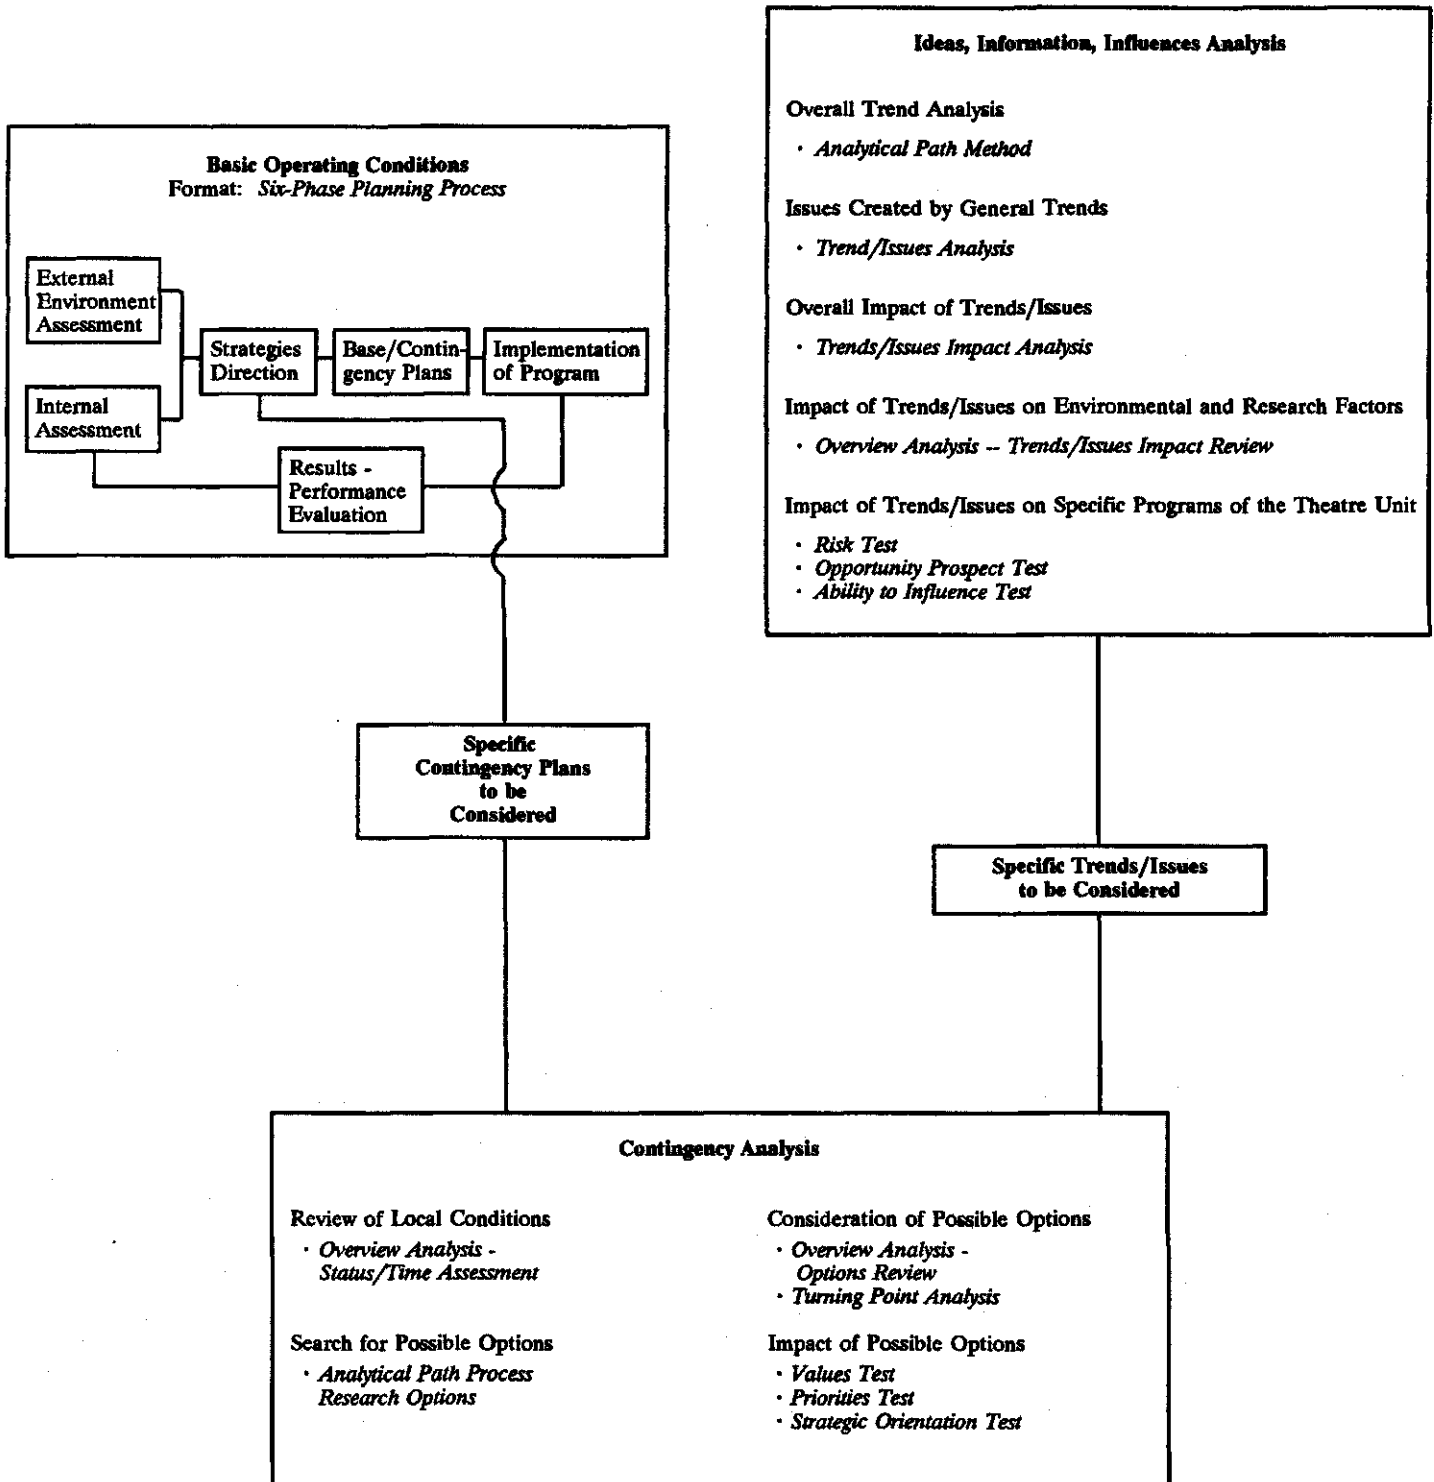 Basic Operating Conditions
Format: Six-Phase Planning Process
External
Environment
Assessment
Internal
Assessment
Strategies
Direction
Base/Contin-
gency Plans
Implementation
of Program
Results -
Performance
Evaluation
Ideas, Information, Influences Analysis
Overall Trend Analysis
· Analytical Path Method
Issues Created by General Trends
· Trend/Issues Analysis
Overall Impact of Trends/Issues
· Trends/Issues Impact Analysis
Impact of Trends/Issues on Environmental and Research Factors
· Overview Analysis -- Trends/Issues Impact Review
Impact of Trends/Issues on Specific Programs of the Theatre Unit
· Risk Test
· Opportunity Prospect Test
· Ability to Influence Test
Specific
Contingency Plans
to be
Considered
Specific Trends/Issues
to be Considered
Contingency Analysis
Review of Local Conditions
· Overview Analysis -
Status/Time Assessment
Search for Possible Options
· Analytical Path Process
Research Options
Consideration of Possible Options
· Overview Analysis -
Options Review
· Turning Point Analysis
Impact of Possible Options
· Values Test
· Priorities Test
· Strategic Orientation Test